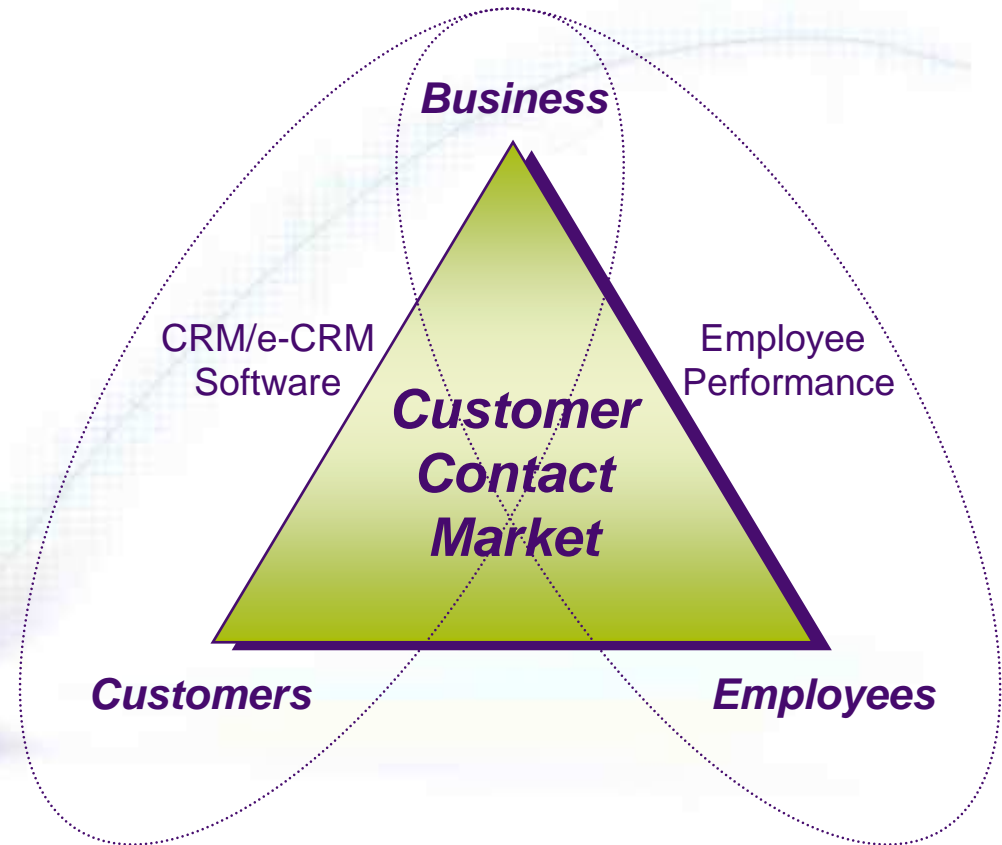 Business
CRM/e-CRM
Software
Employee
Performance
Customer
Contact
Market
Customers
Employees